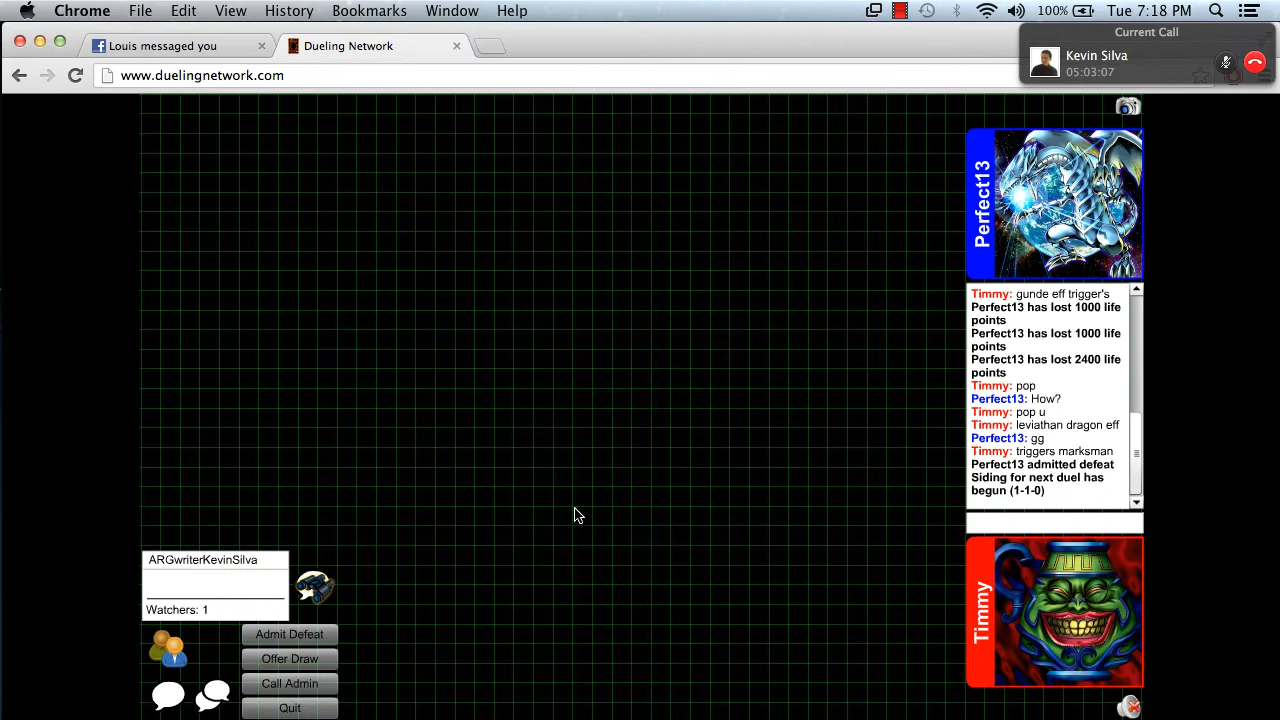 Chrome File Edit View History Bookmarks Window Help 100% Tue 7:18 PM
Current Call
Kevin Silva
05:03:07
Louis messaged you
Dueling Network
www.duelingnetwork.com
Perfect13
Timmy: gunde eff trigger's
Perfect13 has lost 1000 life
points
Perfect13 has lost 1000 life
points
Perfect13 has lost 2400 life
points
Timmy: pop
Perfect13: How?
Timmy: pop u
Timmy: leviathan dragon eff
Perfect13: gg
Timmy: triggers marksman
Perfect13 admitted defeat
Siding for next duel has
begun (1-1-0)
Timmy
ARGwriterKevinSilva
Watchers: 1
Admit Defeat
Offer Draw
Call Admin
Quit